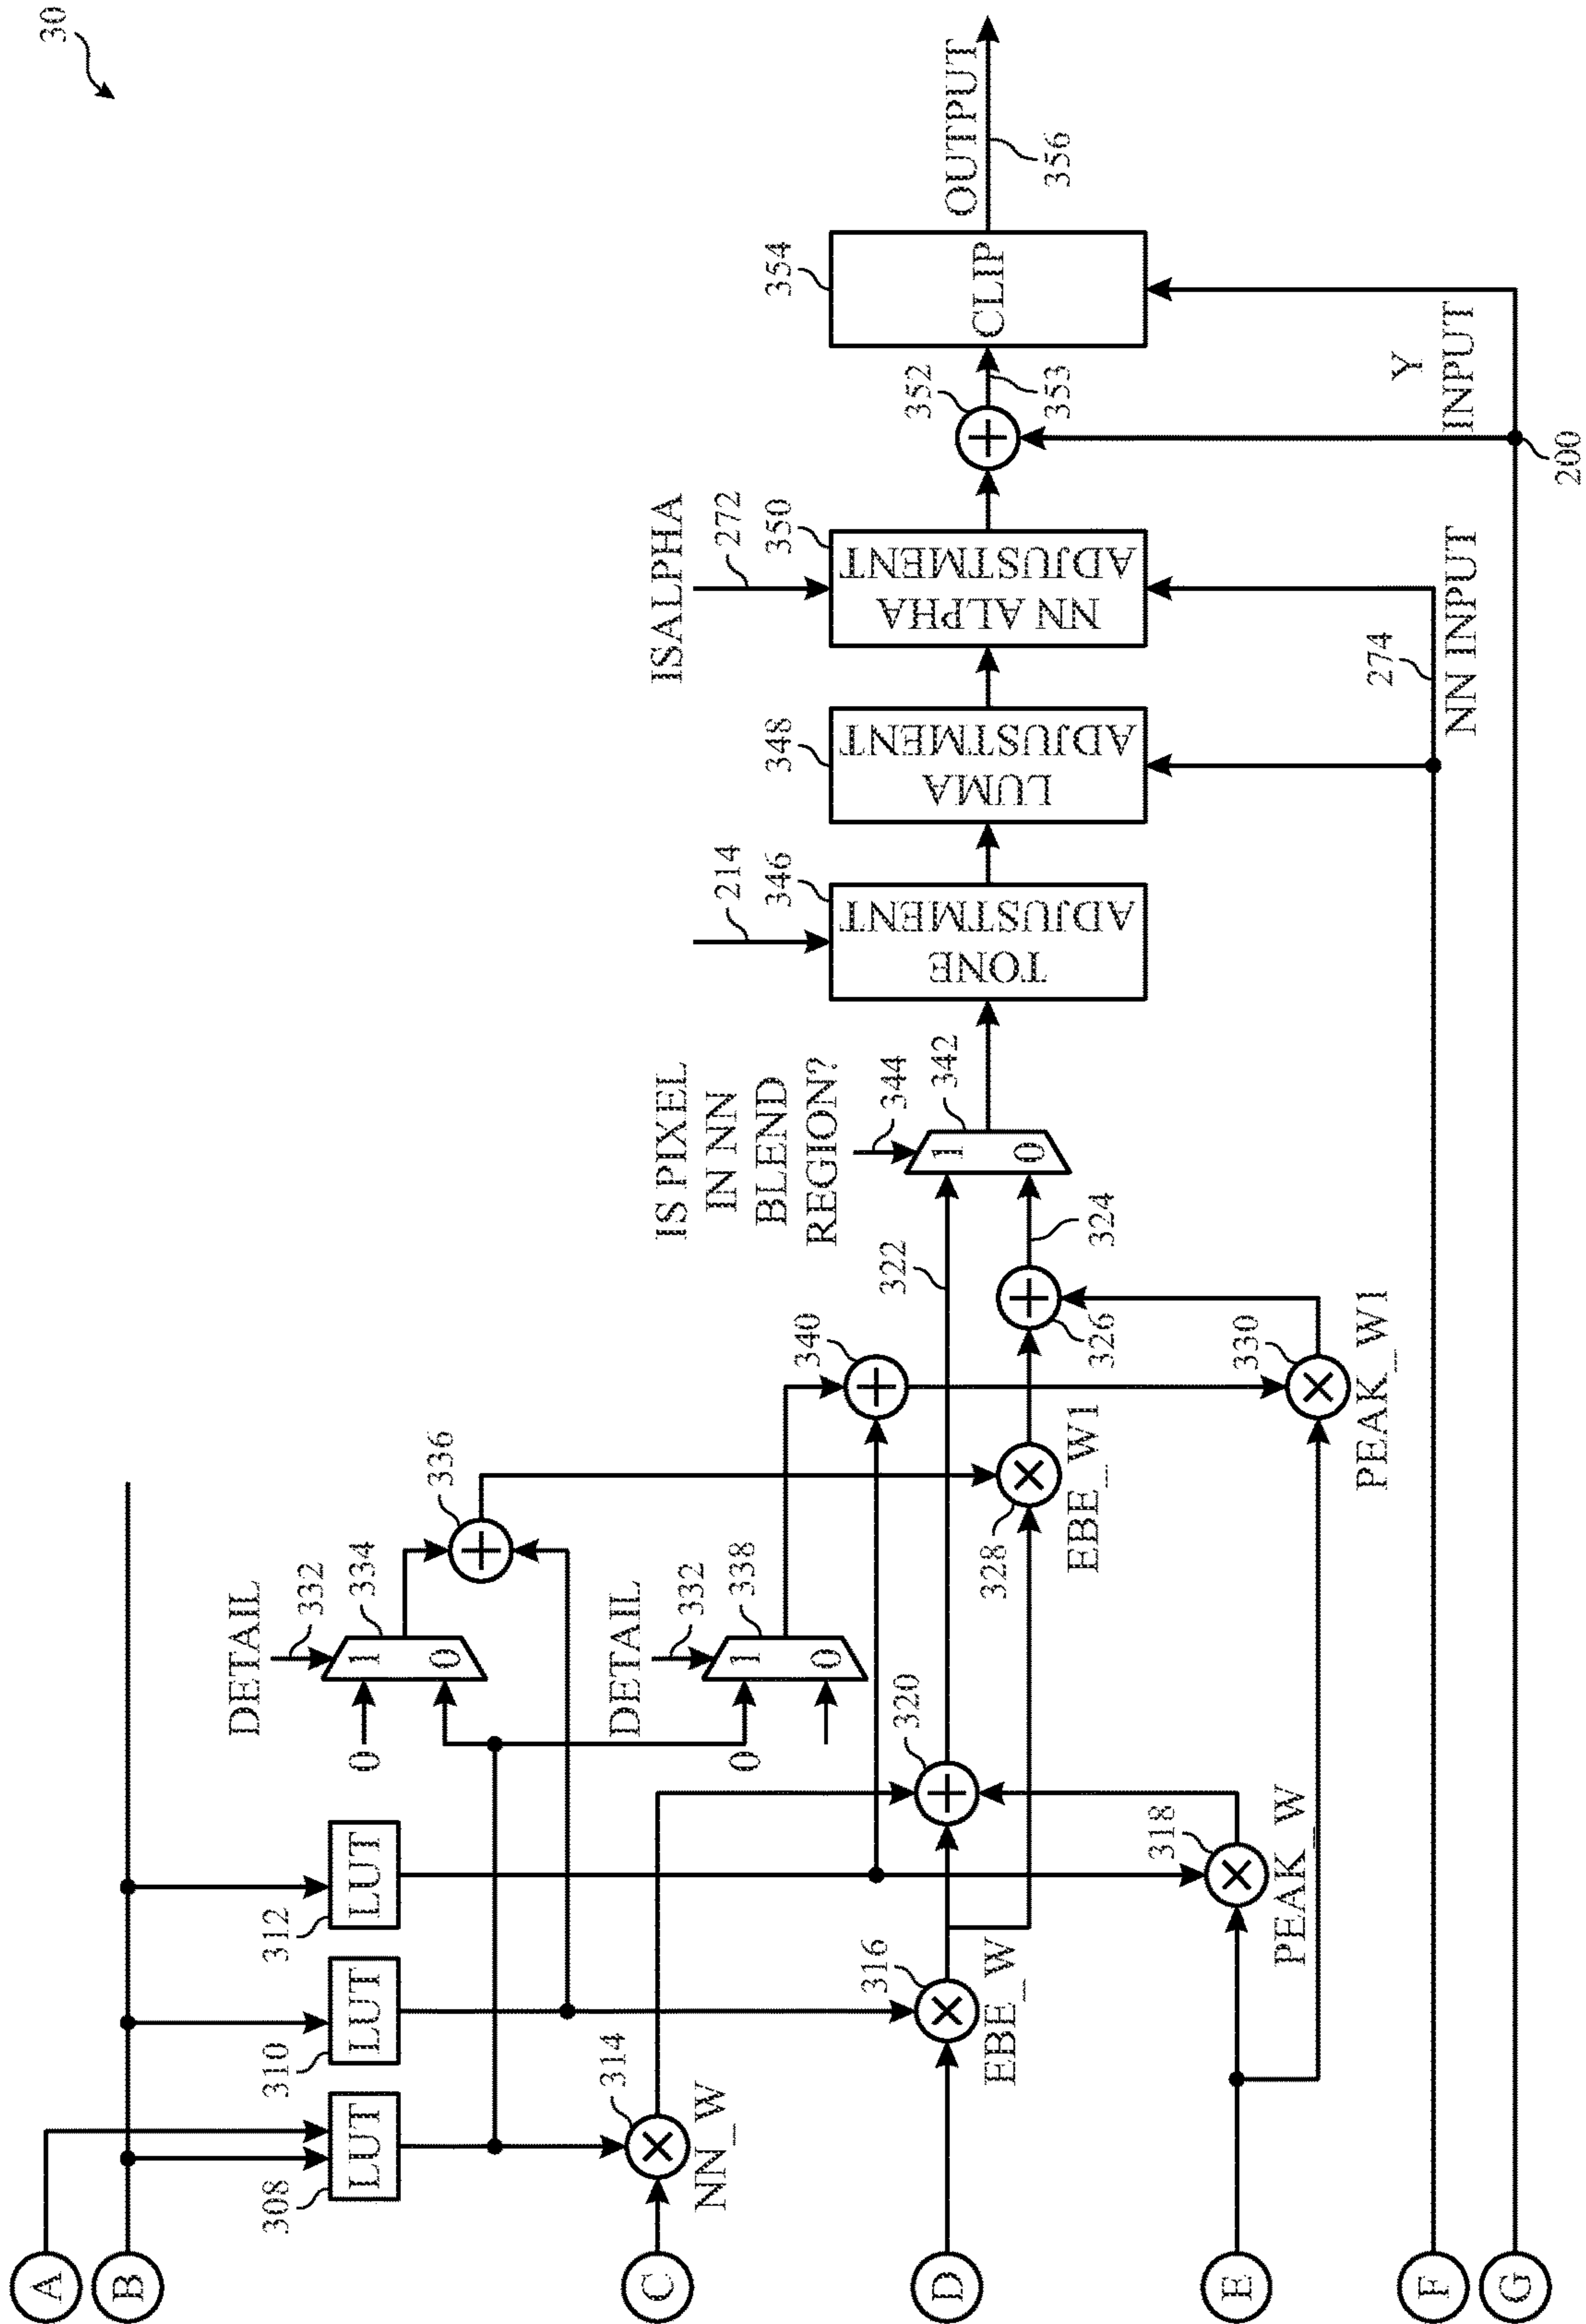 30
A
B
C
D
E
F
G
308
LUT
310
LUT
312
LUT
314
NN_W
316
EBE_W
318
PEAK_W
320
DETAIL
332
334
0
1
0
336
DETAIL
332
338
0
1
0
340
328
EBE_W1
330
PEAK_W1
322
326
324
IS PIXEL
IN NN
BLEND
REGION?
344
342
1
0
214
346
TONE
ADJUSTMENT
348
LUMA
ADJUSTMENT
ISALPHA
272
350
NN ALPHA
ADJUSTMENT
274
NN INPUT
352
353
Y
INPUT
200
354
CLIP
OUTPUT
356